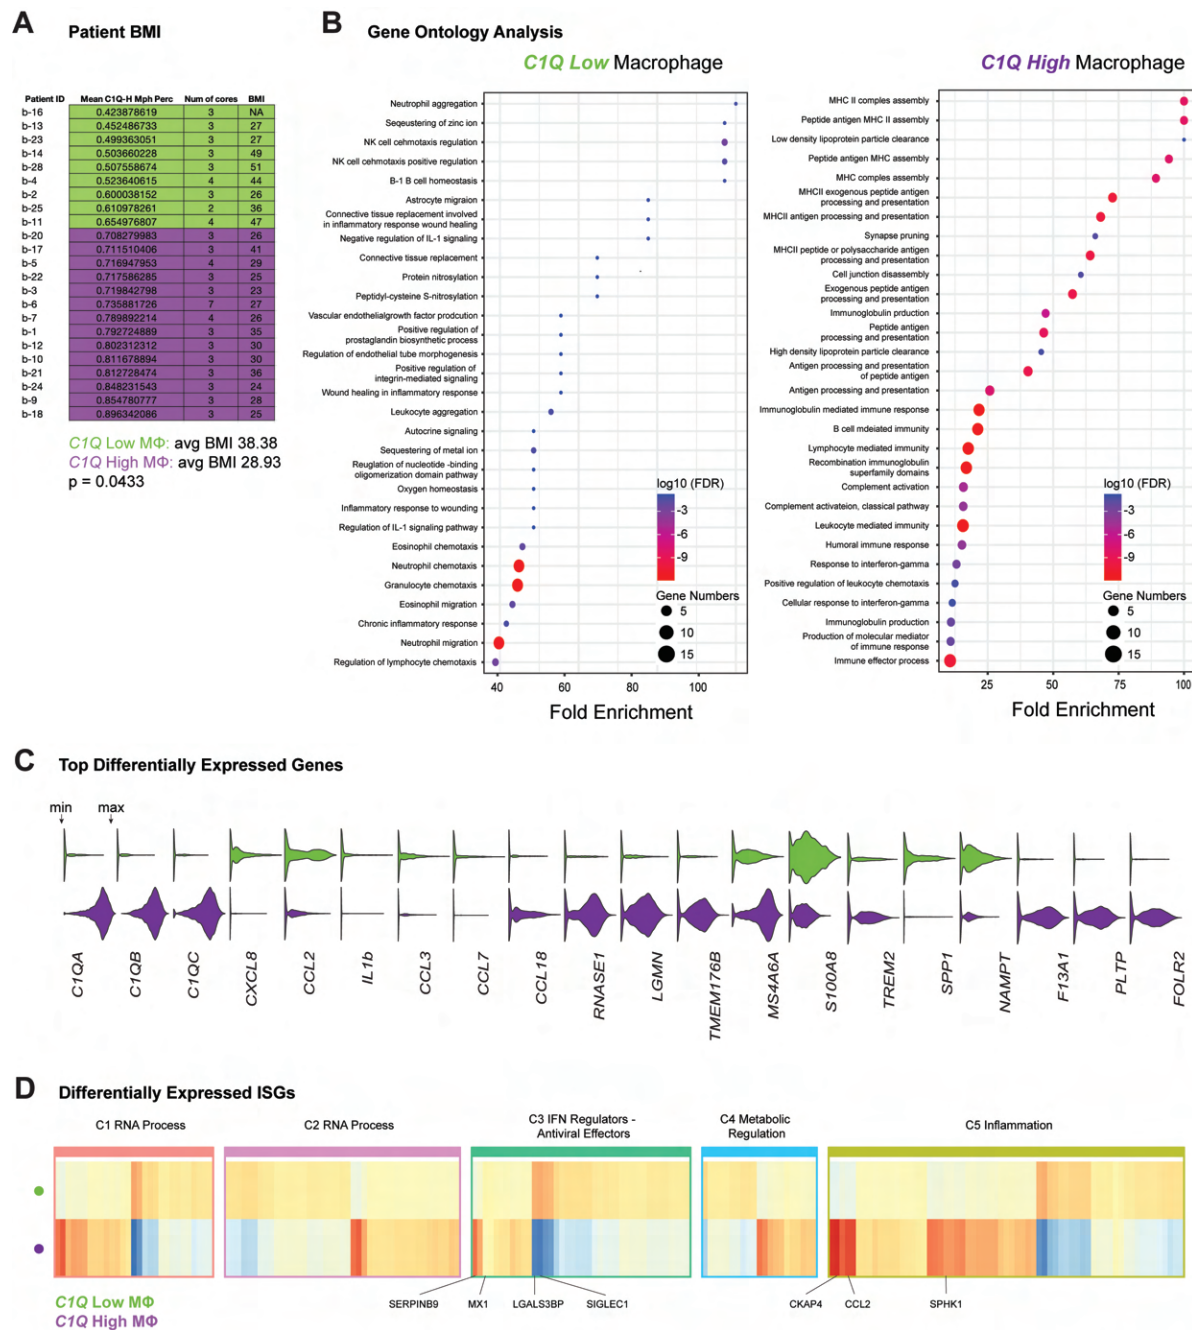 A Patient BMI
Patient ID Mean C1Q-H Mph Perc Num of cores BMI
b-16 0.423878619 3 NA
b-13 0.452486733 3 27
b-23 0.499363051 3 27
b-14 0.503660228 3 49
b-28 0.507558674 3 51
b-4 0.523640615 4 44
b-2 0.600038152 3 26
b-25 0.610978261 2 36
b-11 0.654976807 4 47
b-20 0.708279983 3 26
b-17 0.711510406 3 41
b-5 0.716947953 4 29
b-22 0.717586285 3 25
b-3 0.719842798 3 23
b-6 0.735881726 7 27
b-7 0.789892214 4 26
b-1 0.792724889 3 35
b-12 0.802312312 3 30
b-10 0.811678894 3 30
b-21 0.812728474 3 36
b-24 0.848231543 3 24
b-9 0.854780777 3 28
b-18 0.896342086 3 25
C1Q Low MΦ: avg BMI 38.38
C1Q High MΦ: avg BMI 28.93
p = 0.0433
B Gene Ontology Analysis
C1Q Low Macrophage
Neutrophil aggregation
Seqeustering of zinc ion
NK cell cehmotaxis regulation
NK cell cehmotaxis positive regulation
B-1 B cell homeostasis
Astrocyte migraion
Connective tissue replacement involved
in inflammatory response wound healing
Negative regulation of IL-1 signaling
Connective tissue replacement
Protein nitrosylation
Peptidyl-cysteine S-nitrosylation
Vascular endothelialgrowth factor prodcution
Positive regulation of
prostaglandin biosynthetic process
Regulation of endothelial tube morphogenesis
Positive regulation of
integrin-mediated signaling
Wound healing in inflammatory response
Leukocyte aggregation
Autocrine signaling
Sequestering of metal ion
Reuglation of nucleotide -binding
oligomerization domain pathway
Oxygen homeostasis
Inflammatory response to wounding
Regulation of IL-1 signaling pathway
Eosinophil chemotaxis
Neutrophil chemotaxis
Granulocyte chemotaxis
Eosinophil migration
Chronic inflammatory response
Neutrophil migration
Regulation of lymphocyte chemotaxis
log10 (FDR)
-3
-6
-9
Gene Numbers
5
10
15
40 60 80 100
Fold Enrichment
C1Q High Macrophage
MHC II complex assembly
Peptide antigen MHC II assembly
Low density lipoprotein particle clearance
Peptide antigen MHC assembly
MHC complex assembly
MHCII exogenous peptide antigen
processing and presentation
MHCII antigen processing and presentation
Synapse pruning
MHCII peptide or polysaccharide antigen
processing and presentation
Cell junction disassembly
Exogenous peptide antigen
processing and presentation
Immunoglobulin prduction
Peptide antigen
processing and presentation
High density lipoprotein particle clearance
Antigen processing and presentation
of peptide antigen
Antigen processing and presentation
Immunoglobulin mediated immune response
B cell mdeiated immunity
Lymphocyte mediated immunity
Recombination immunoglobulin
superfamily domains
Complement activation
Complement activateion, classical pathway
Leukocyte mediated immunity
Humoral immune response
Response to interferon-gamma
Positive regulation of leukocyte chemotaxis
Cellular response to interferon-gamma
Immunoglobulin production
Production of molecular mediator
of immune response
Immune effector process
log10 (FDR)
-3
-6
-9
Gene Numbers
5
10
15
25 50 75 100
Fold Enrichment
C Top Differentially Expressed Genes
min max
C1QA C1QB C1QC CXCL8 CCL2 IL1b CCL3 CCL7 CCL18 RNASE1 LGMN TMEM176B MS4A6A S100A8 TREM2 SPP1 NAMPT F13A1 PLTP FOLR2
D Differentially Expressed ISGs
C1 RNA Process
C2 RNA Process
C3 IFN Regulators -
Antiviral Effectors
C4 Metabolic
Regulation
C5 Inflammation
SERPINB9 MX1 LGALS3BP SIGLEC1 CKAP4 CCL2 SPHK1
C1Q Low MΦ
C1Q High MΦ